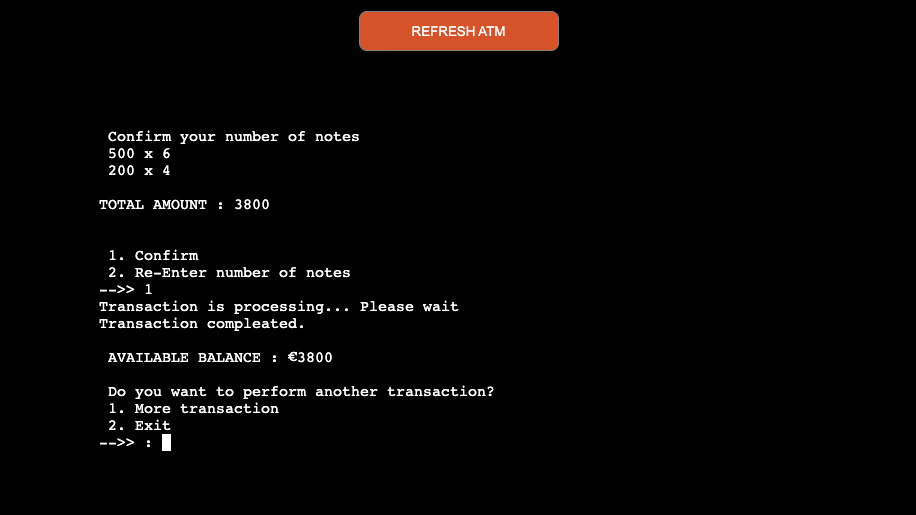 REFRESH ATM
Confirm your number of notes
500 x 6
200 x 4
TOTAL AMOUNT : 3800
1. Confirm
2. Re-Enter number of notes
-->> 1
Transaction is processing... Please wait
Transaction compleated.
AVAILABLE BALANCE : €3800
Do you want to perform another transaction?
1. More transaction
2. Exit
-->> :